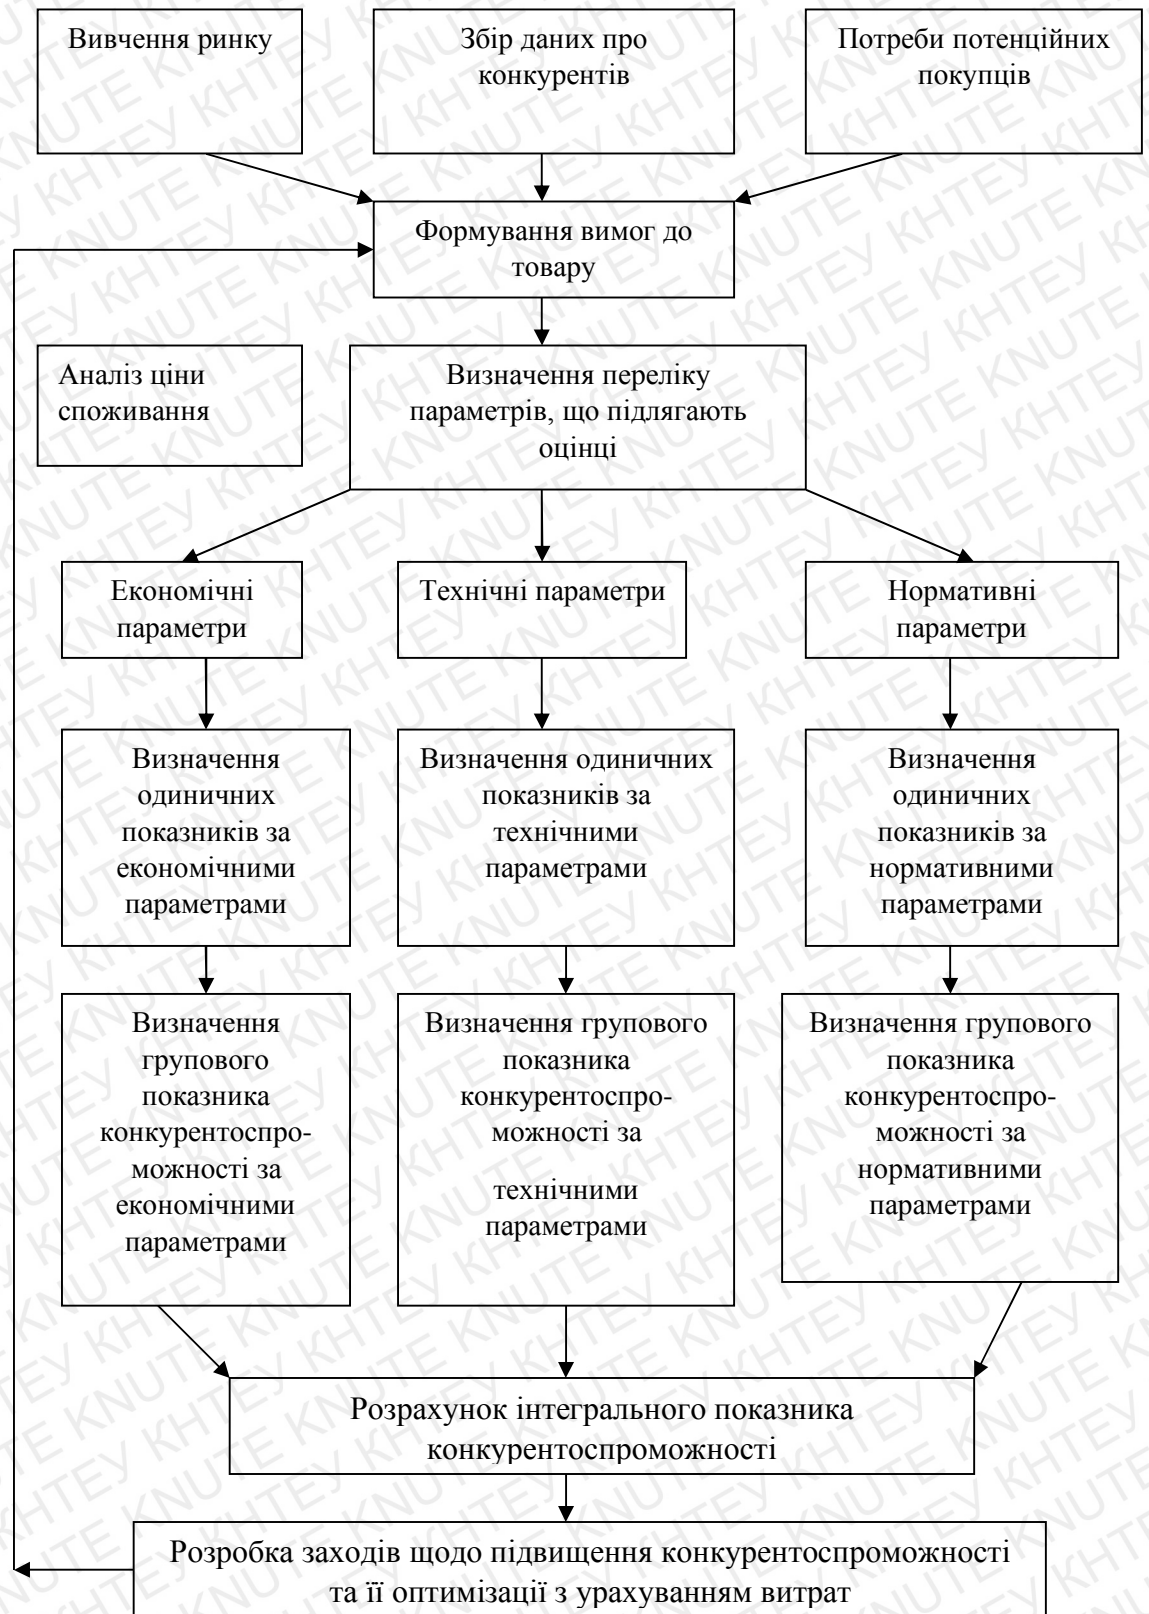 Вивчення ринку
Збір даних про
конкурентів
Потреби потенційних
покупців
Формування вимог до
товару
Аналіз ціни
споживання
Визначення переліку
параметрів, що підлягають
оцінці
Економічні
параметри
Технічні параметри
Нормативні
параметри
Визначення
одиничних
показників за
економічними
параметрами
Визначення одиничних
показників за
технічними
параметрами
Визначення
одиничних
показників за
нормативними
параметрами
Визначення
групового
показника
конкурентоспро-
можності за
економічними
параметрами
Визначення групового
показника
конкурентоспро-
можності за
технічними
параметрами
Визначення групового
показника
конкурентоспро-
можності за
нормативними
параметрами
Розрахунок інтегрального показника
конкурентоспроможності
Розробка заходів щодо підвищення конкурентоспроможності
та її оптимізації з урахуванням витрат